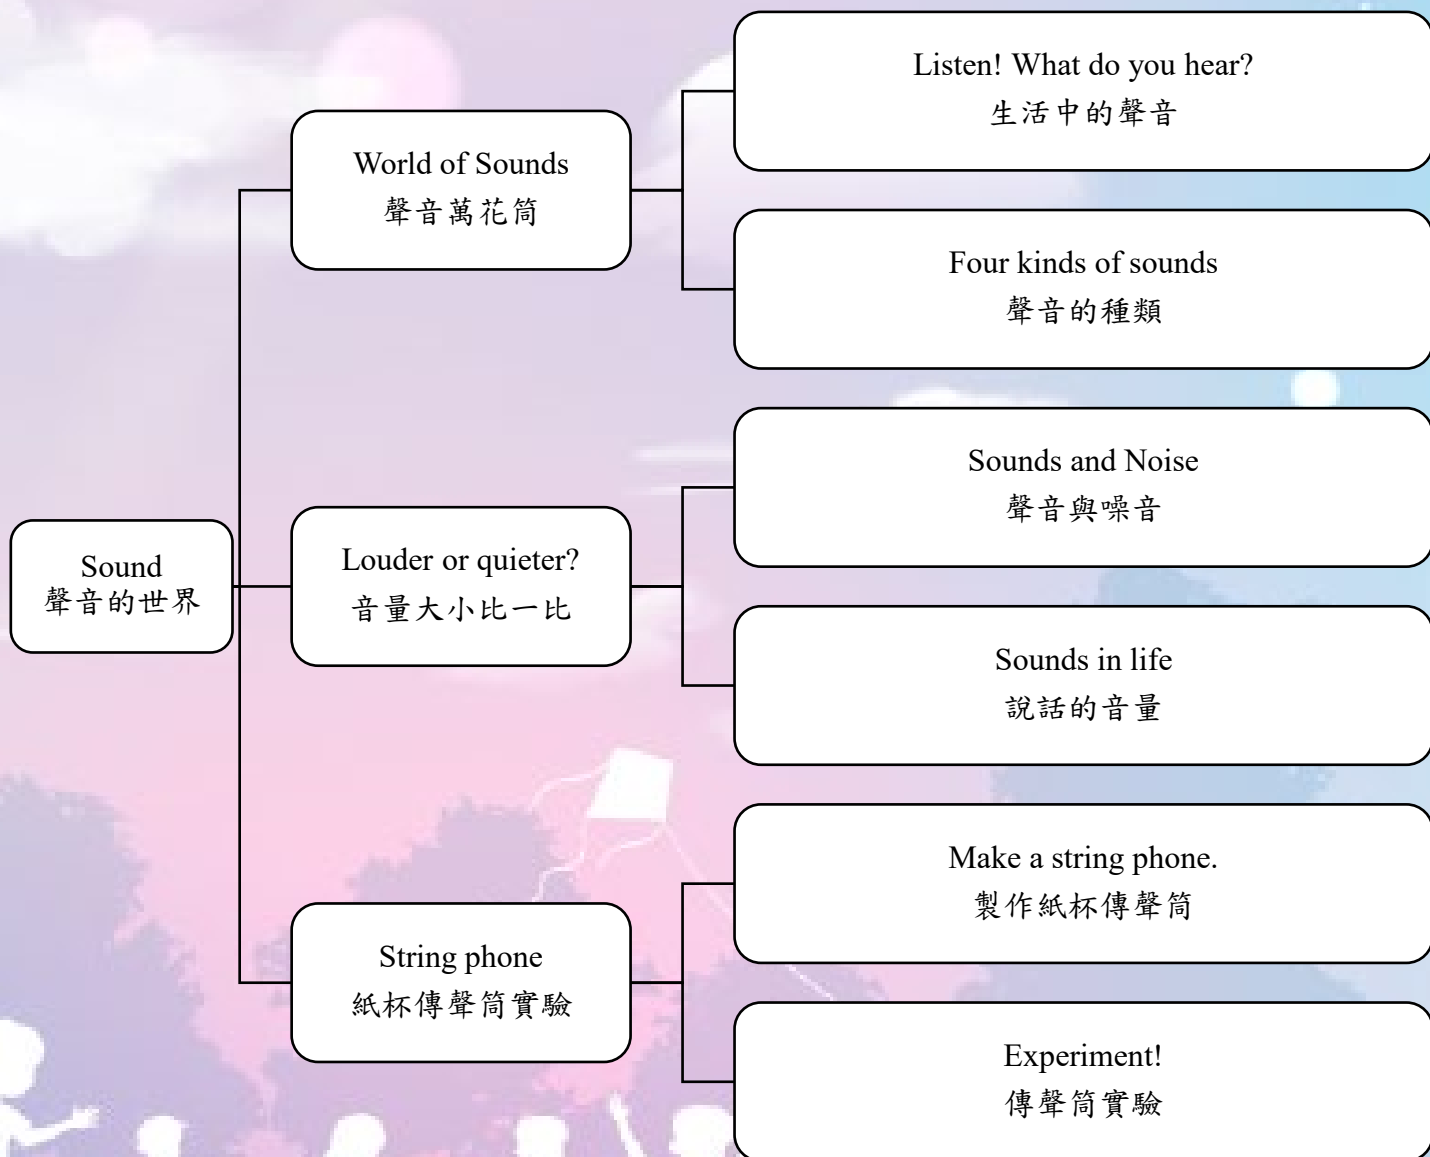 Sound
聲音的世界
World of Sounds
聲音萬花筒
Listen! What do you hear?
生活中的聲音
Four kinds of sounds
聲音的種類
Louder or quieter?
音量大小比一比
Sounds and Noise
聲音與噪音
Sounds in life
說話的音量
String phone
紙杯傳聲筒實驗
Make a string phone.
製作紙杯傳聲筒
Experiment!
傳聲筒實驗